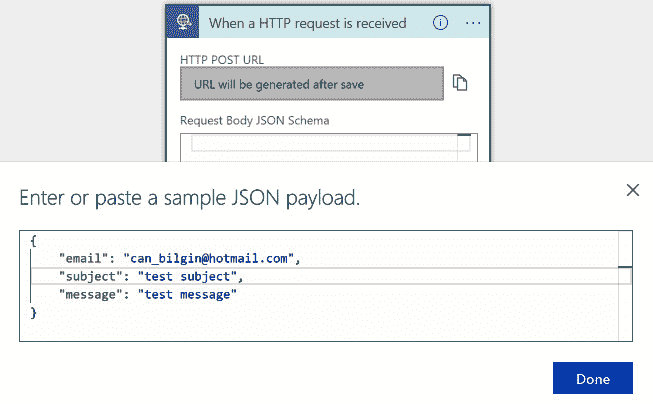 When a HTTP request is received
HTTP POST URL
URL will be generated after save
Request Body JSON Schema
Enter or paste a sample JSON payload.
{
"email": "can_bilgin@hotmail.com",
"subject": "test subject",
"message": "test message"
}
Done